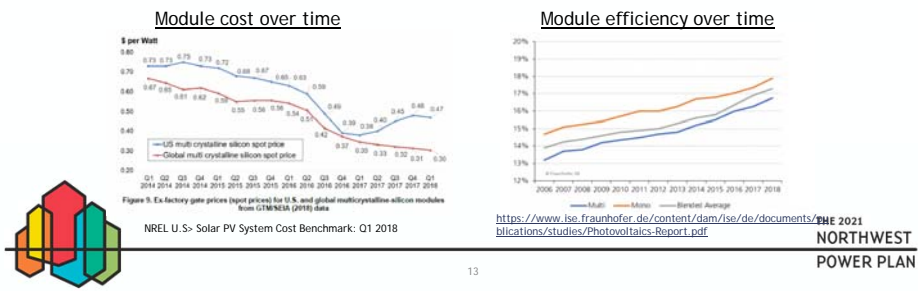 Module cost over time
Module efficiency over time
$ per Watt
0.80
0.70
0.60
0.50
0.40
0.30
0.20
0.73 0.73 0.75 0.73 0.72 0.68 0.67 0.65 0.63 0.59 0.49 0.39 0.38 0.40 0.45 0.48 0.47
0.67 0.65 0.61 0.62 0.59 0.55 0.56 0.56 0.54 0.51 0.42 0.37 0.35 0.33 0.32 0.31 0.30
US multi crystalline silicon spot price
Global multi crystalline silicon spot price
Q1 Q2 Q3 Q4 Q1 Q2 Q3 Q4 Q1 Q2 Q3 Q4 Q1 Q2 Q3 Q4 Q1
2014 2014 2014 2014 2015 2015 2015 2015 2016 2016 2016 2016 2017 2017 2017 2017 2018
Figure 9. Ex-factory gate prices (spot prices) for U.S. and global multicrystalline-silicon modules
from GTM/SEIA (2018) data
NREL U.S> Solar PV System Cost Benchmark: Q1 2018
20%
19%
18%
17%
16%
15%
14%
13%
12%
© Fraunhofer ISE
2006 2007 2008 2009 2010 2011 2012 2013 2014 2015 2016 2017 2018
Multi Mono Blended Average
https://www.ise.fraunhofer.de/content/dam/ise/de/documents/pu
blications/studies/Photovoltaics-Report.pdf
THE 2021
NORTHWEST
POWER PLAN
13